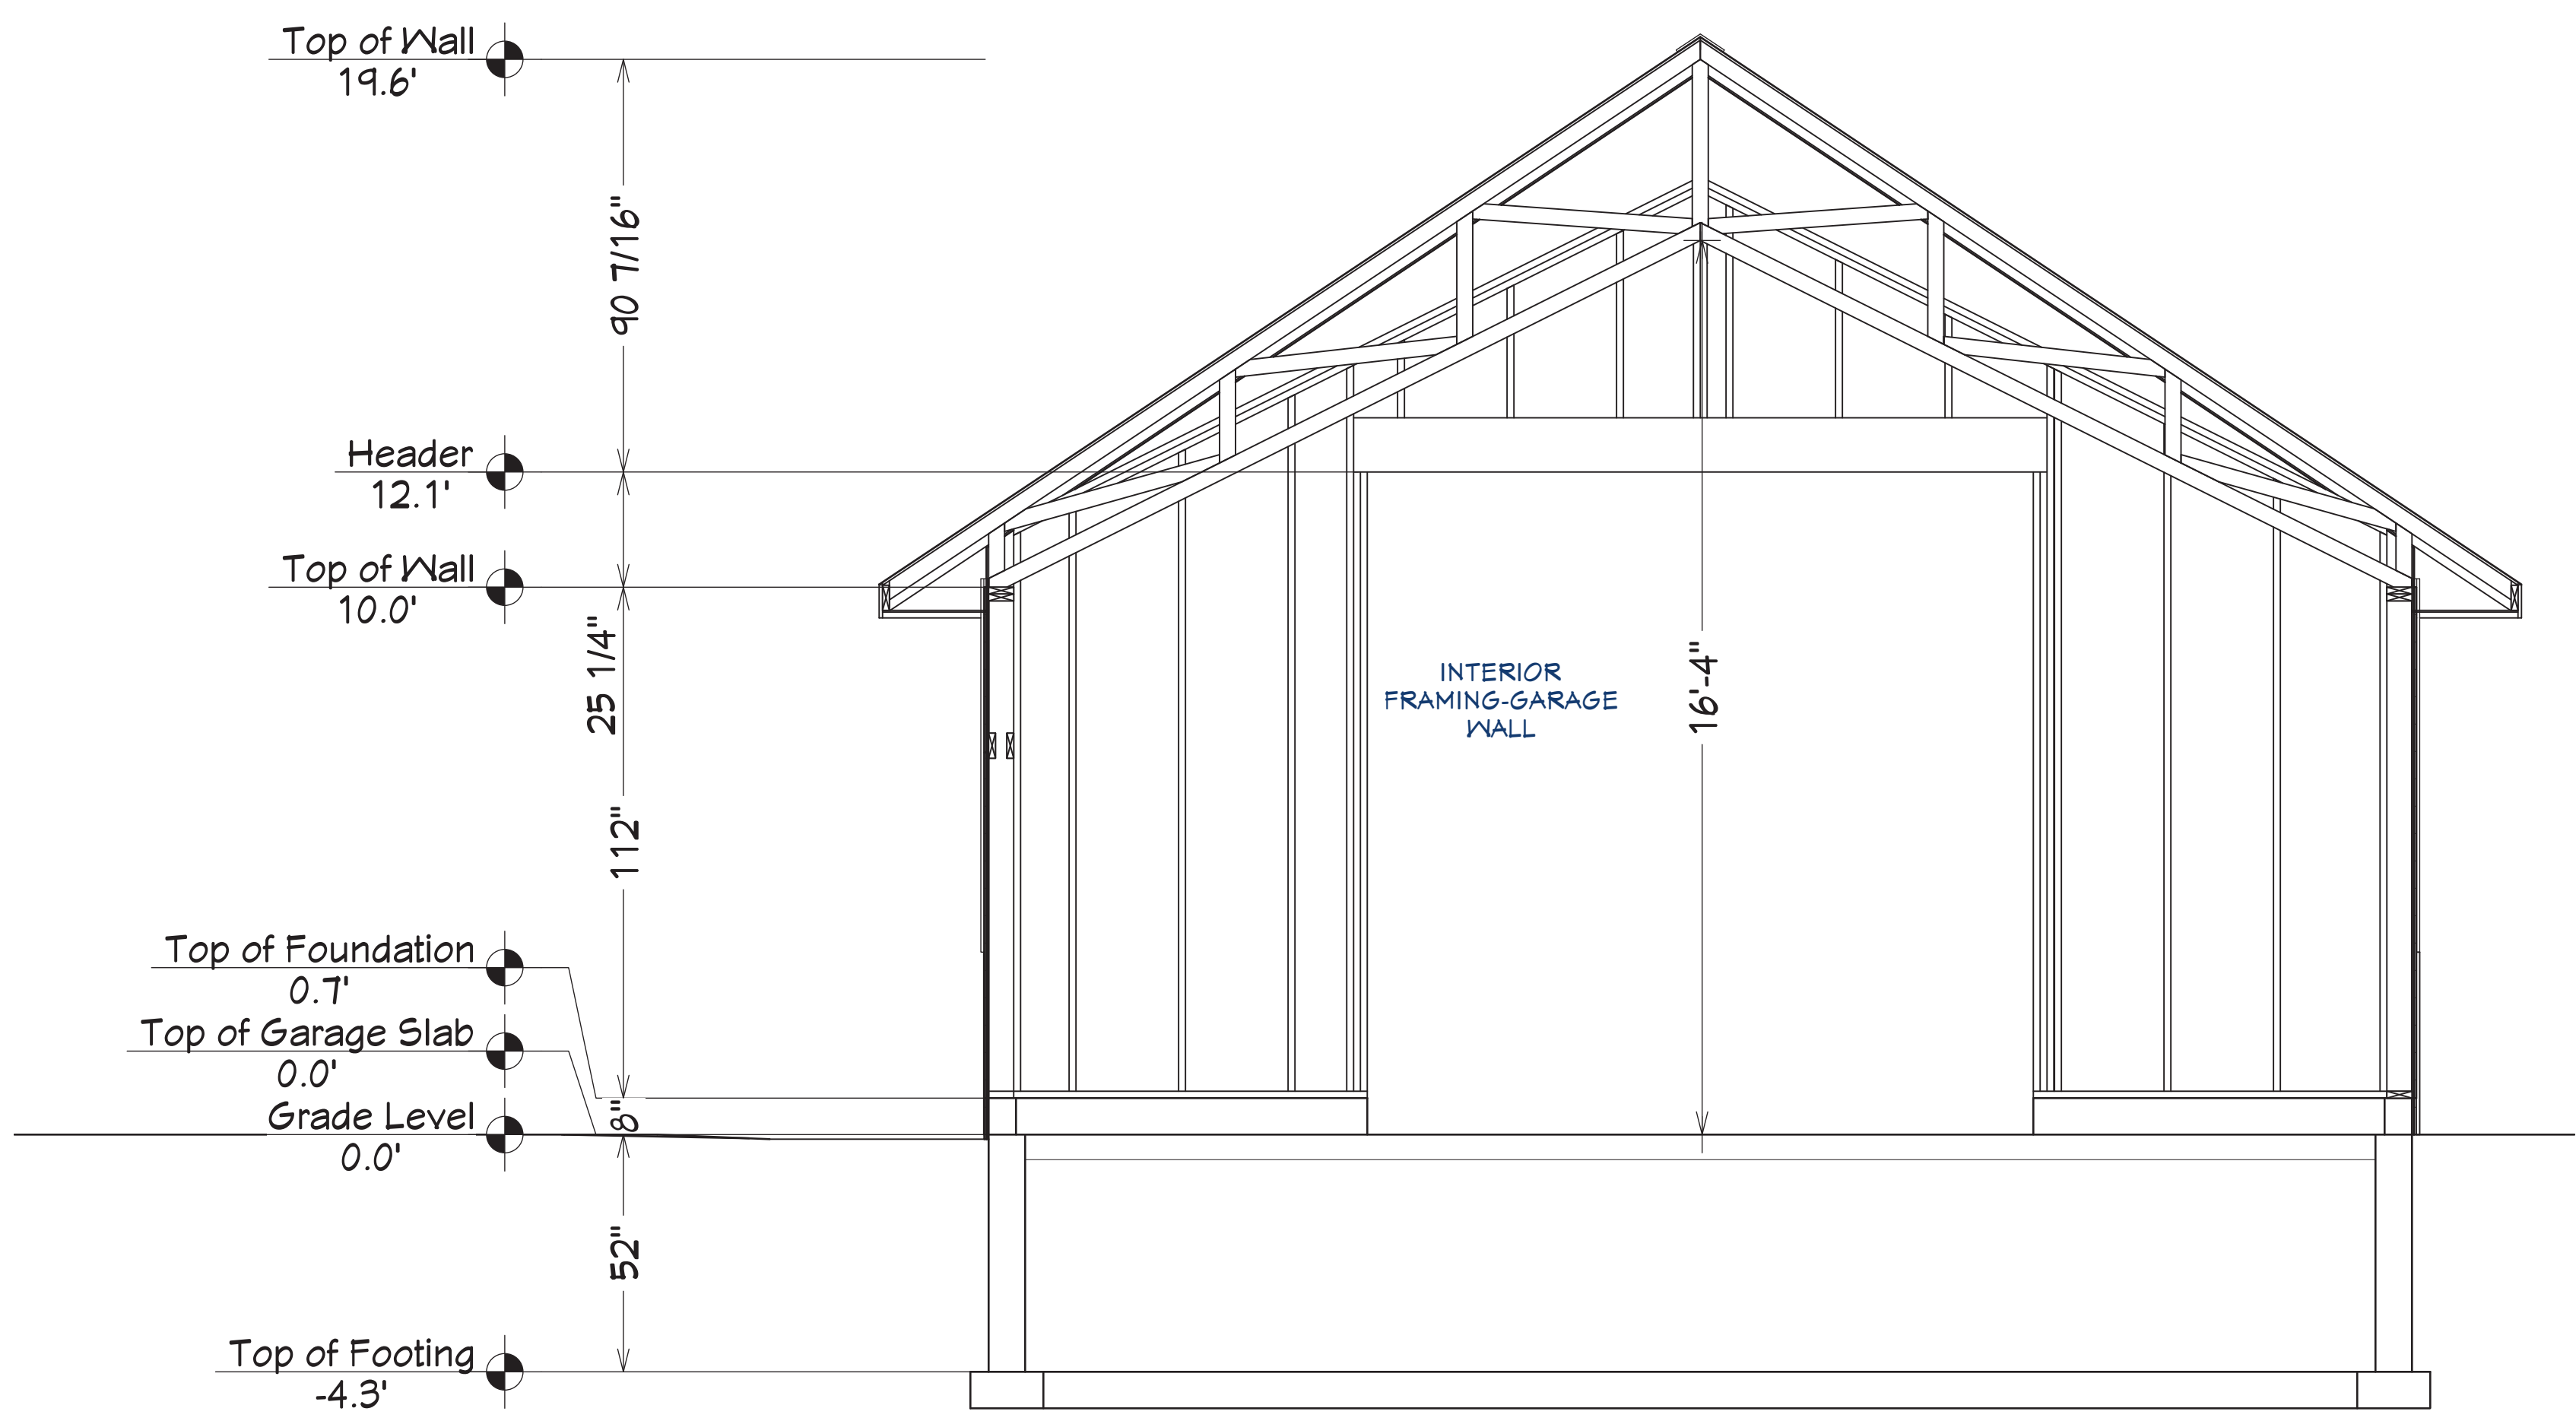 Top of Wall
19.6'
90 7/16"
Header
12.1'
Top of Wall
10.0'
25 1/4"
INTERIOR
FRAMING-GARAGE
WALL
16'-4"
112"
Top of Foundation
0.7'
Top of Garage Slab
0.0'
8"
Grade Level
0.0'
52"
Top of Footing
-4.3'